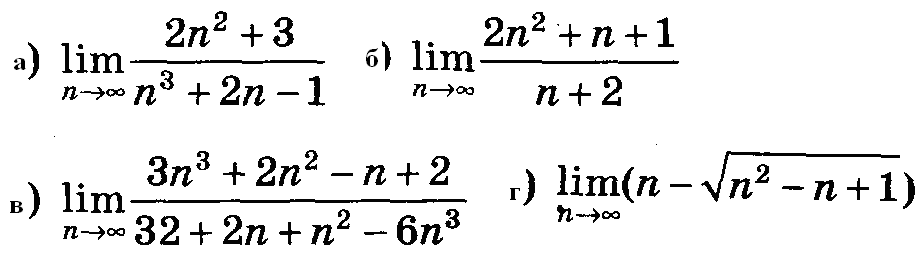 а) lim_{n→∞} (2n² + 3)/(n³ + 2n − 1) б) lim_{n→∞} (2n² + n + 1)/(n + 2)
в) lim_{n→∞} (3n³ + 2n² − n + 2)/(32 + 2n + n² − 6n³) г) lim_{n→∞} (n − √(n² − n + 1))